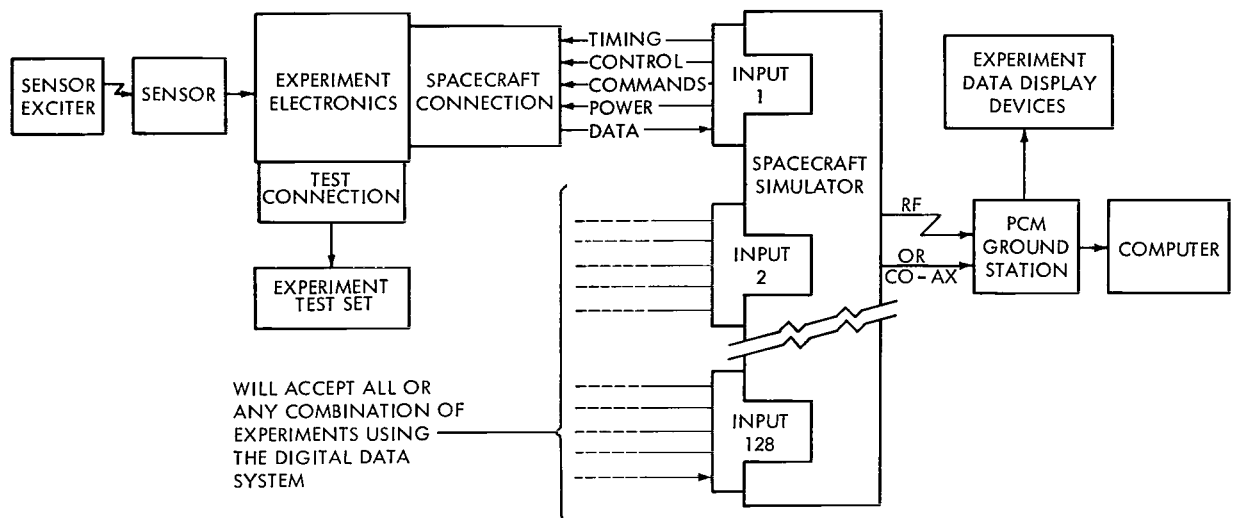 SENSOR
EXCITER
SENSOR
EXPERIMENT
ELECTRONICS
SPACECRAFT
CONNECTION
TEST
CONNECTION
EXPERIMENT
TEST SET
TIMING
CONTROL
COMMANDS
POWER
DATA
INPUT
1
SPACECRAFT
SIMULATOR
INPUT
2
INPUT
128
RF
OR
CO-AX
EXPERIMENT
DATA DISPLAY
DEVICES
PCM
GROUND
STATION
COMPUTER
WILL ACCEPT ALL OR
ANY COMBINATION OF
EXPERIMENTS USING
THE DIGITAL DATA
SYSTEM